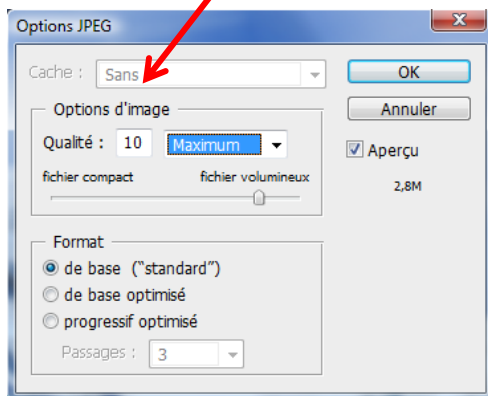 Options JPEG
Cache : Sans
OK
Options d'image
Annuler
Qualité : 10 Maximum
Aperçu
fichier compact fichier volumineux
2,8M
Format
de base ("standard")
de base optimisé
progressif optimisé
Passages : 3